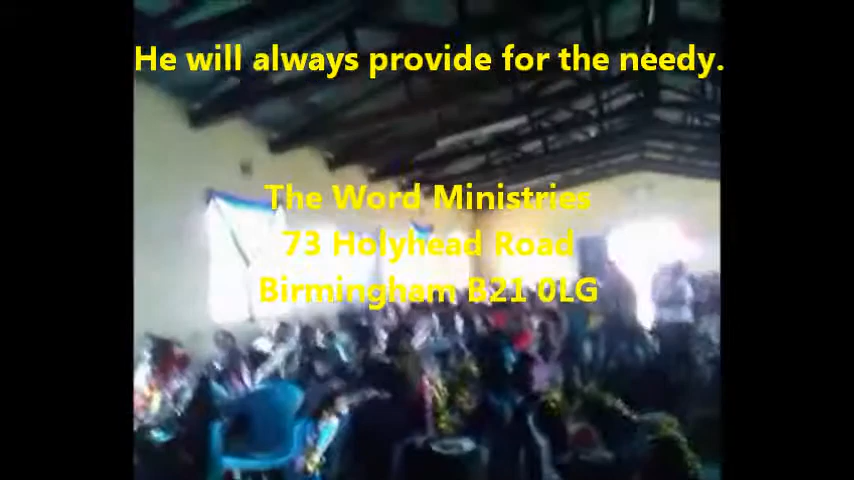 He will always provide for the needy.
The Word Ministries
73 Holyhead Road
Birmingham B21 0LG